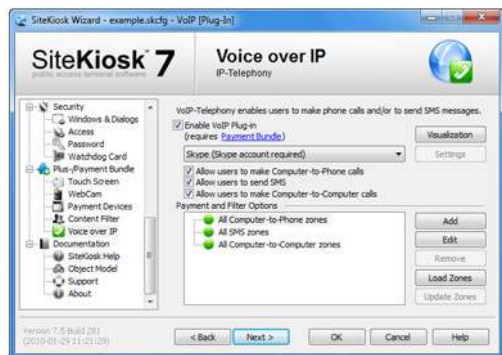 SiteKiosk Wizard - example.skcfg - VoIP [Plug-In]
SiteKiosk™ 7
public access terminal software
Voice over IP
IP-Telephony
Security
Windows & Dialogs
Access
Password
Watchdog Card
Plus-/Payment Bundle
Touch Screen
WebCam
Payment Devices
Content Filter
Voice over IP
Documentation
SiteKiosk Help
Object Model
Support
About
VoIP-Telephony enables users to make phone calls and/or to send SMS messages.
Enable VoIP Plug-in
(requires Payment Bundle)
Visualization
Skype (Skype account required)
Settings
Allow users to make Computer-to-Phone calls
Allow users to send SMS
Allow users to make Computer-to-Computer calls
Payment and Filter Options
All Computer-to-Phone zones
All SMS zones
All Computer-to-Computer zones
Add
Edit
Remove
Load Zones
Update Zones
Version 7.5 Build 281
(2010-01-29 11:21:29)
< Back
Next >
OK
Cancel
Help